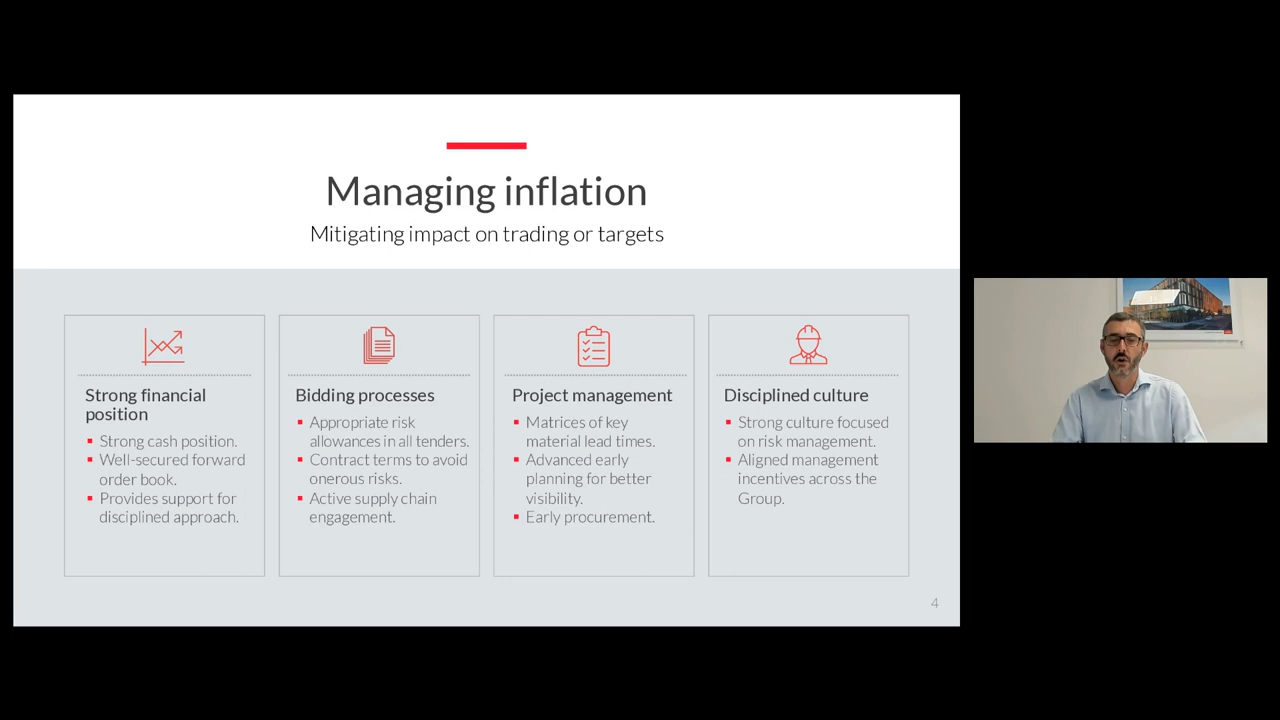 Managing inflation
Mitigating impact on trading or targets
Strong financial
position
Strong cash position.
Well-secured forward
order book.
Provides support for
disciplined approach.
Bidding processes
Appropriate risk
allowances in all tenders.
Contract terms to avoid
onerous risks.
Active supply chain
engagement.
Project management
Matrices of key
material lead times.
Advanced early
planning for better
visibility.
Early procurement.
Disciplined culture
Strong culture focused
on risk management.
Aligned management
incentives across the
Group.
4